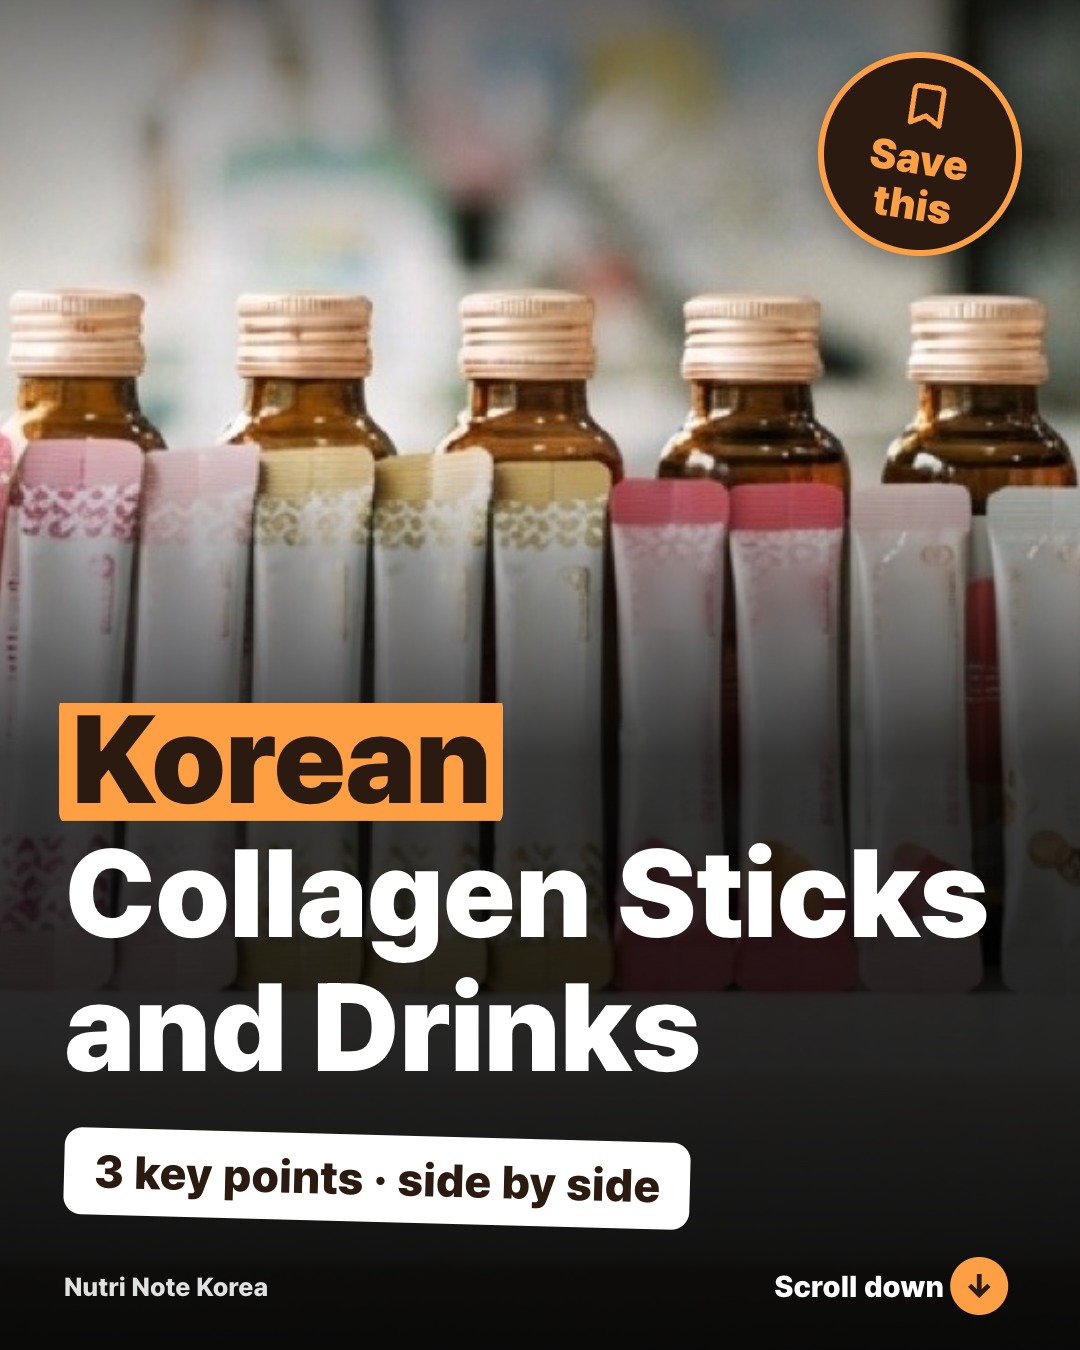 Save
this
Korean
Collagen Sticks
and Drinks
3 key points · side by side
Nutri Note Korea
Scroll down